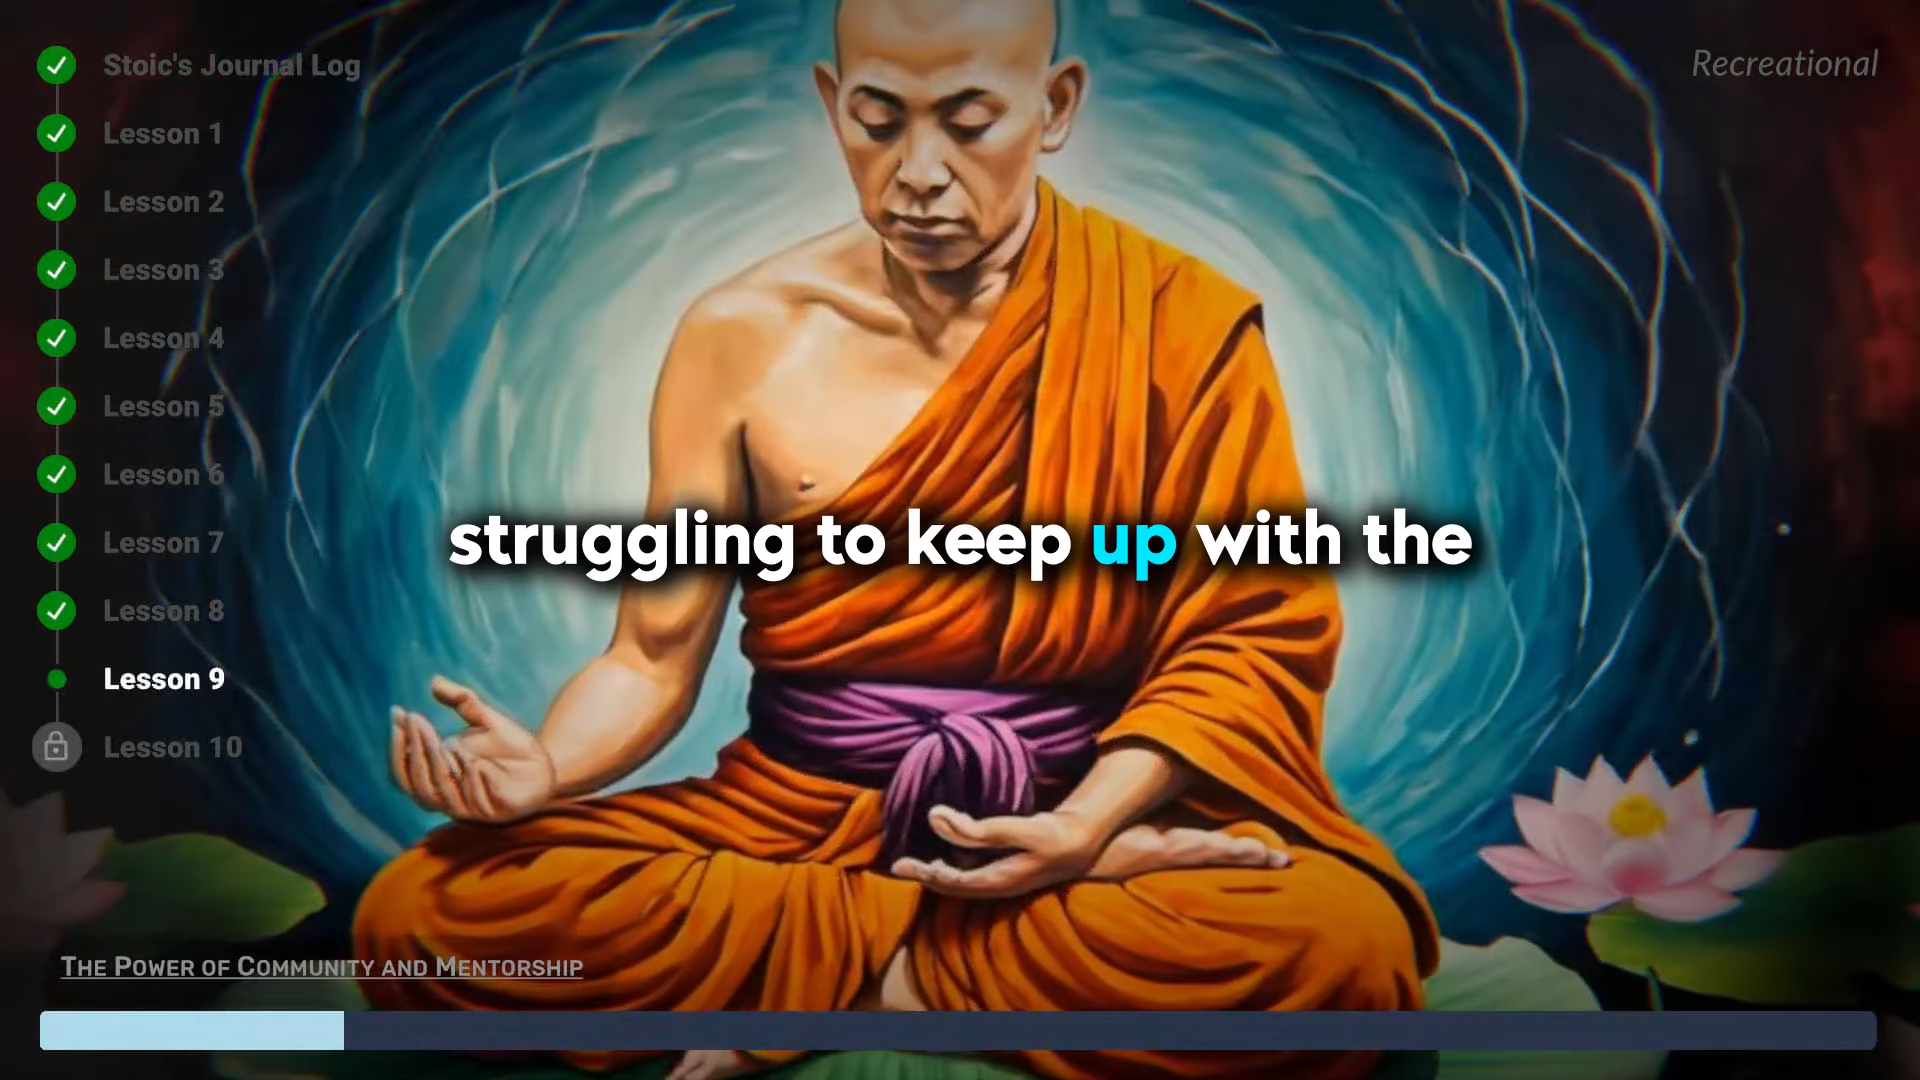 Stoic's Journal Log
Recreational
Lesson 1
Lesson 2
Lesson 3
Lesson 4
Lesson 5
Lesson 6
Lesson 7
struggling to keep up with the
Lesson 8
Lesson 9
Lesson 10
THE POWER OF COMMUNITY AND MENTORSHIP